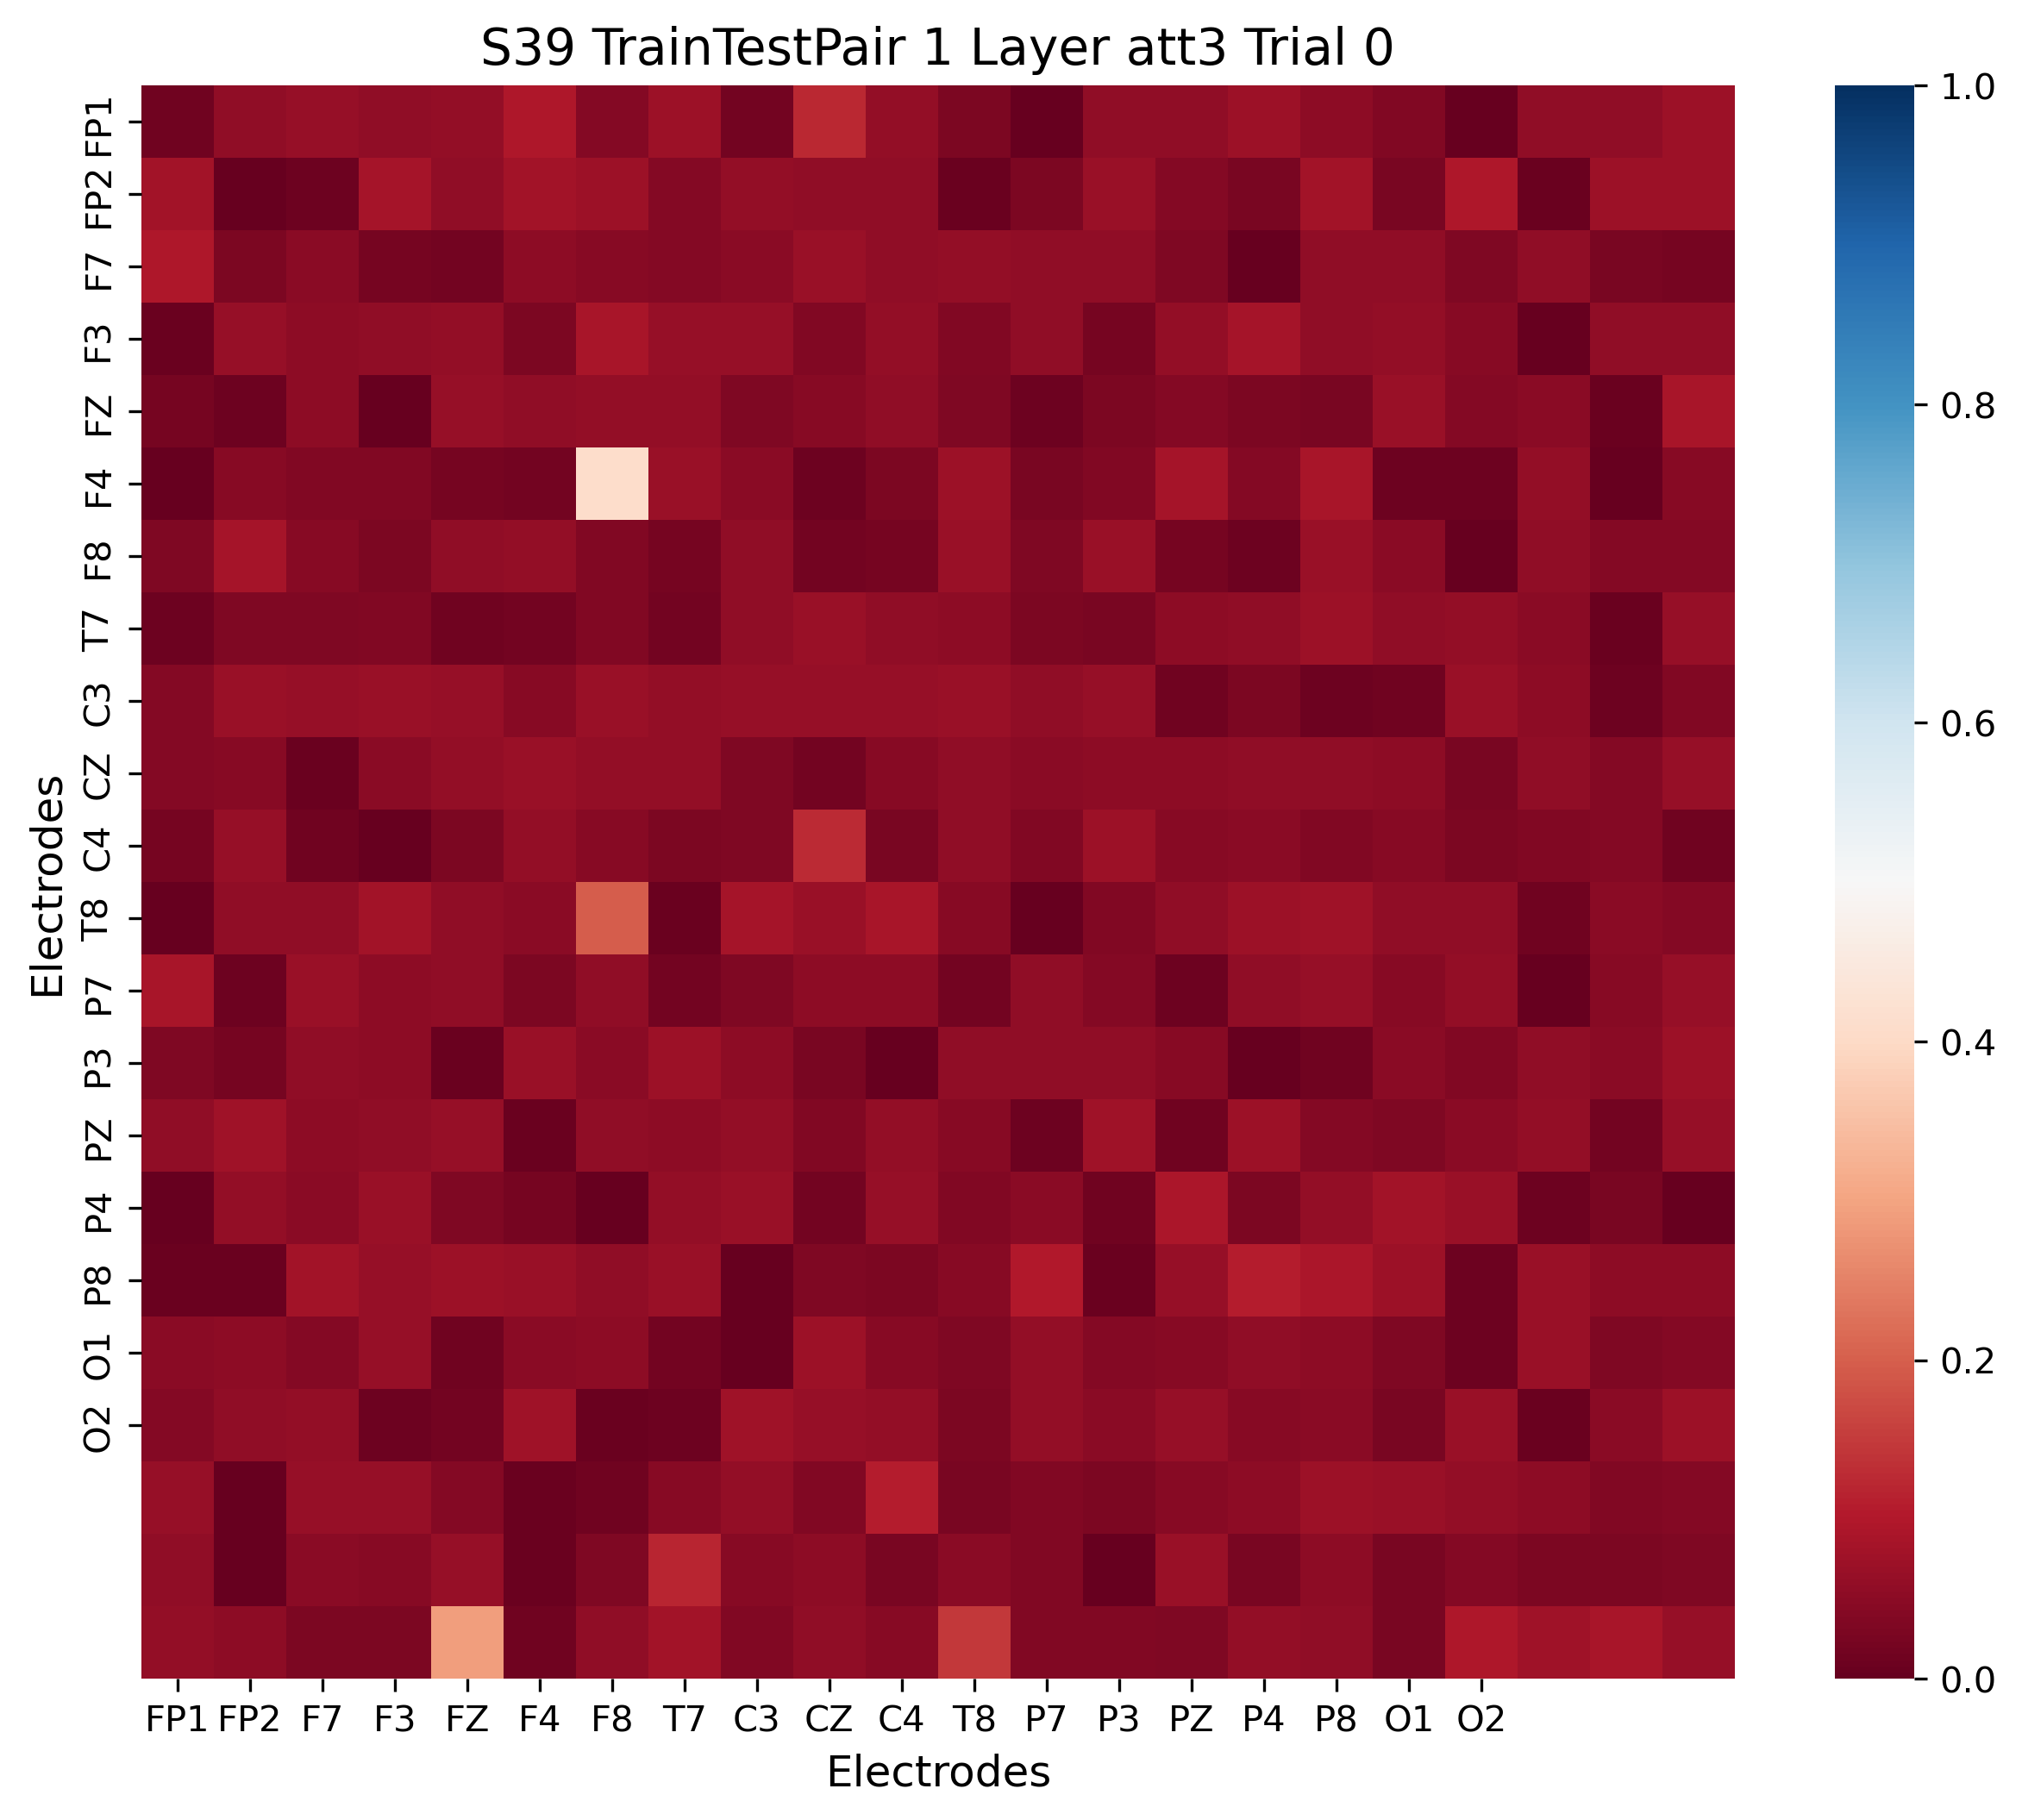 S39 TrainTestPair 1 Layer att3 Trial 0
Electrodes
FP1
FP2
F7
F3
FZ
F4
F8
T7
C3
CZ
C4
T8
P7
P3
PZ
P4
P8
O1
O2
FP1 FP2 F7 F3 FZ F4 F8 T7 C3 CZ C4 T8 P7 P3 PZ P4 P8 O1 O2
Electrodes
1.0
0.8
0.6
0.4
0.2
0.0